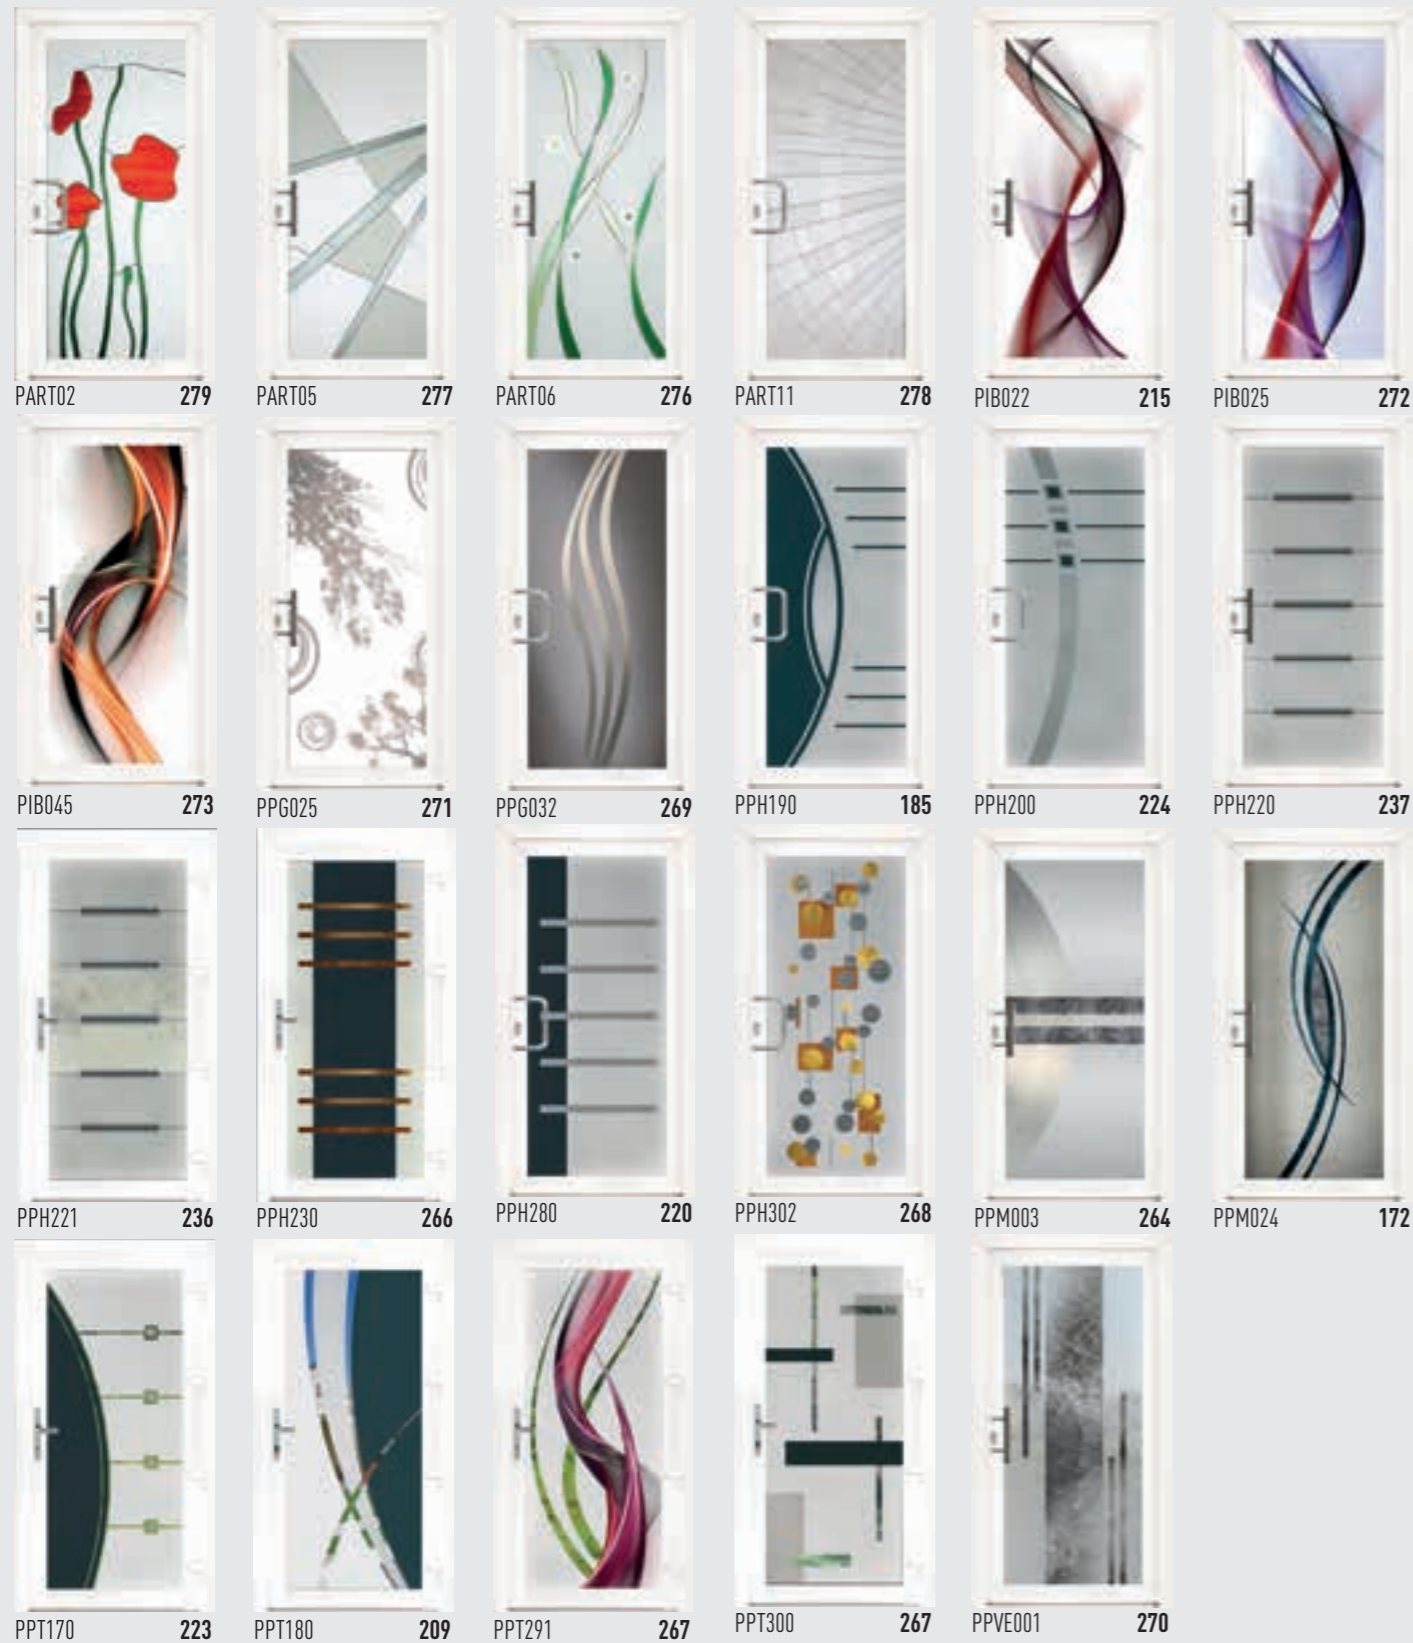 PART02 279 PART05 277 PART06 276 PART11 278 PIB022 215 PIB025 272
PIB045 273 PPG025 271 PPG032 269 PPH190 185 PPH200 224 PPH220 237
PPH221 236 PPH230 266 PPH280 220 PPH302 268 PPM003 264 PPM024 172
PPT170 223 PPT180 209 PPT291 267 PPT300 267 PPVE001 270